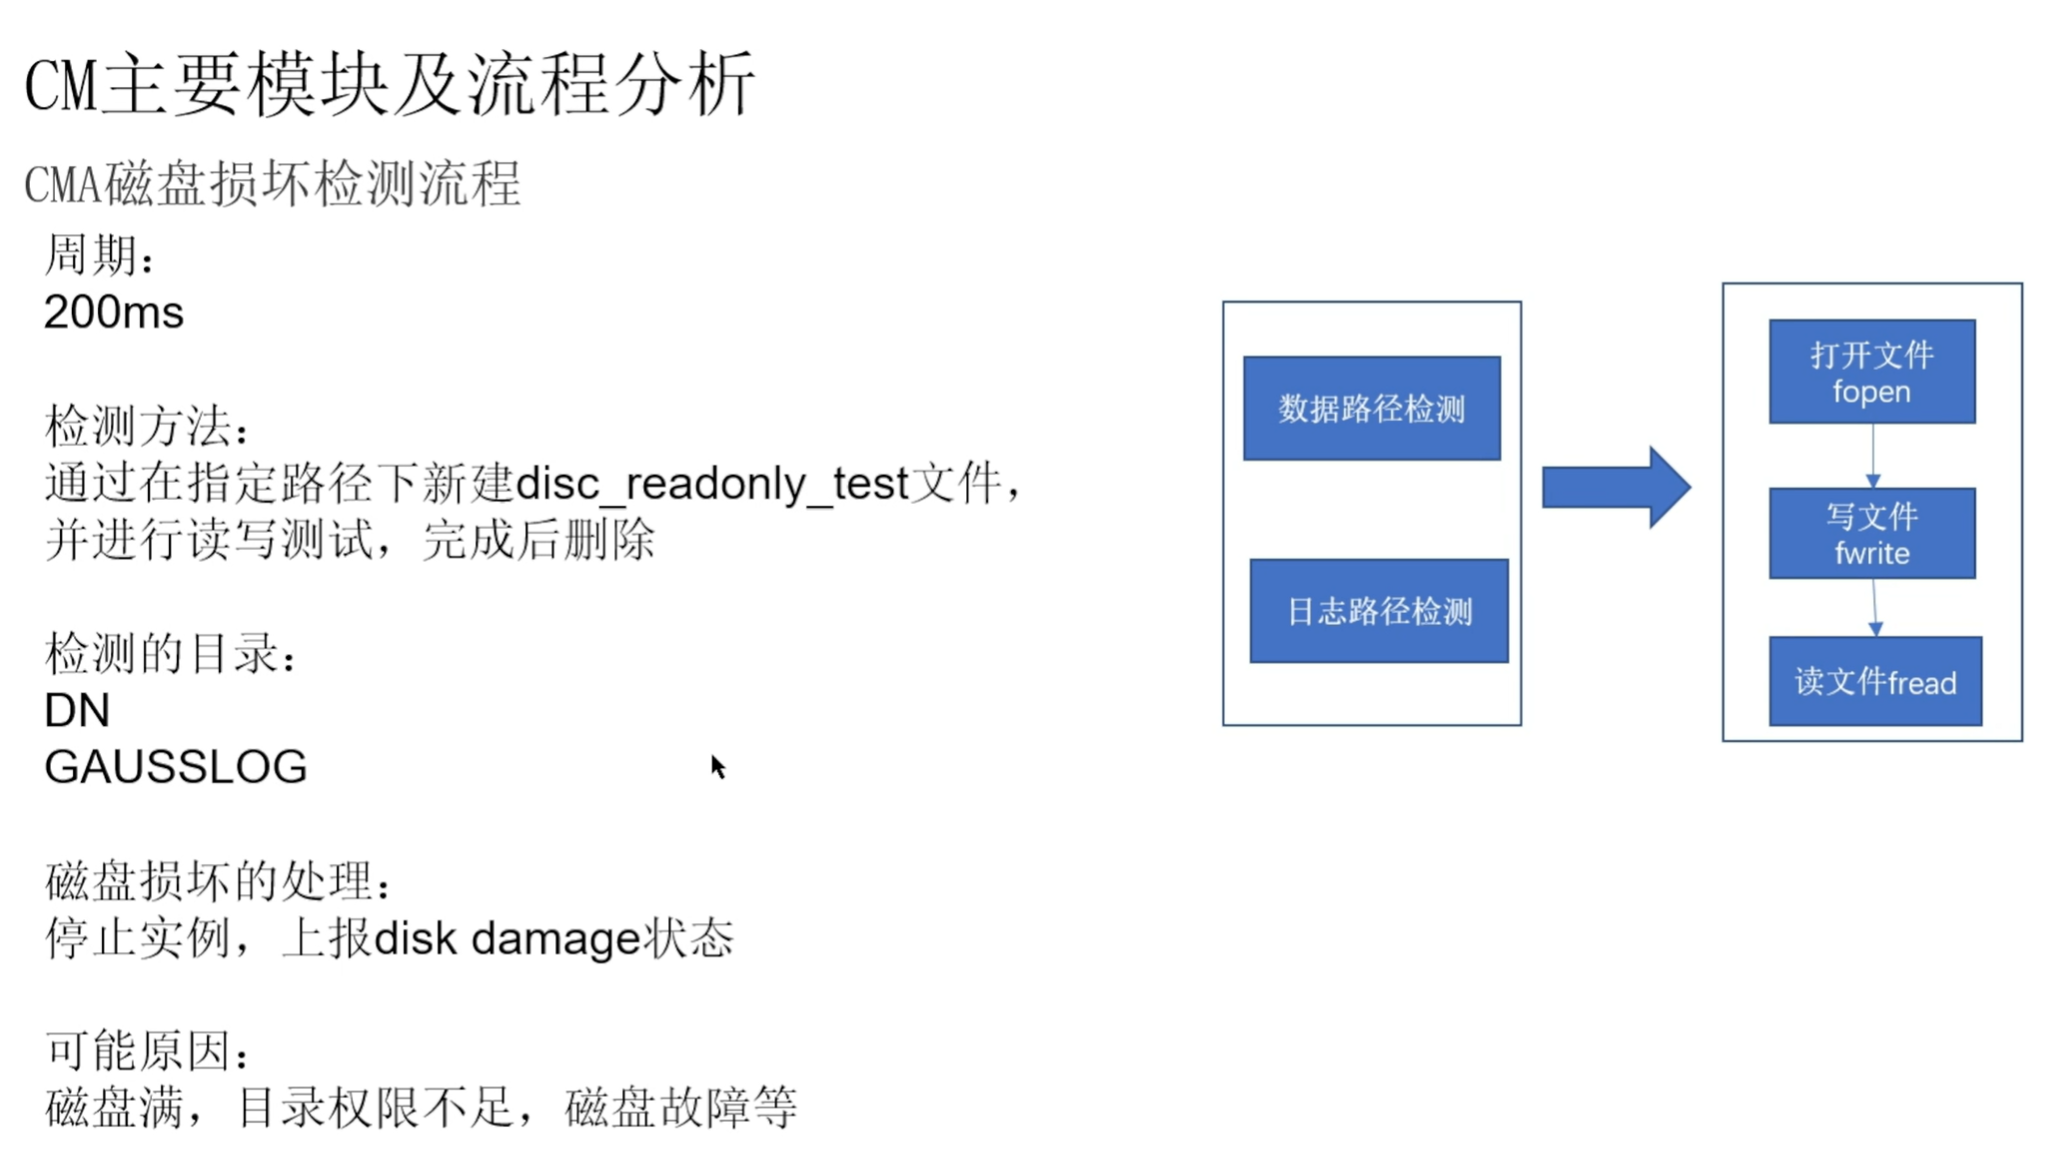 CM主要模块及流程分析
CMA磁盘损坏检测流程
周期：
200ms
检测方法：
通过在指定路径下新建disc_readonly_test文件，
并进行读写测试，完成后删除
检测的目录：
DN
GAUSSLOG
磁盘损坏的处理：
停止实例，上报disk damage状态
可能原因：
磁盘满，目录权限不足，磁盘故障等
数据路径检测
日志路径检测
打开文件
fopen
写文件
fwrite
读文件fread